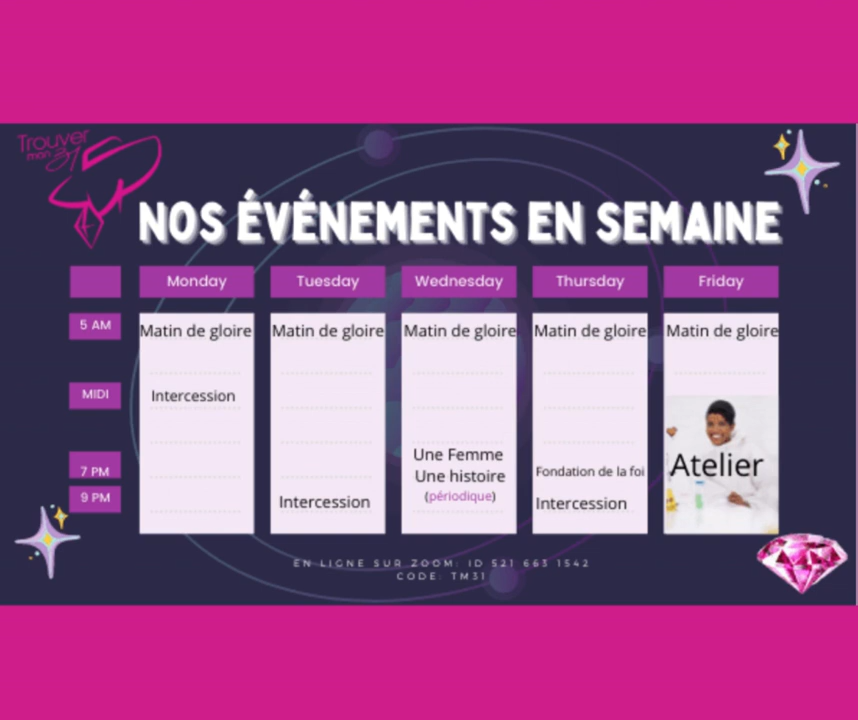 Trouver
mon 31
NOS ÉVÉNEMENTS EN SEMAINE
Monday Tuesday Wednesday Thursday Friday
5 AM Matin de gloire Matin de gloire Matin de gloire Matin de gloire Matin de gloire
MIDI Intercession
Une Femme
7 PM Une histoire Fondation de la foi Atelier
9 PM Intercession (périodique) Intercession
EN LIGNE SUR ZOOM: ID 521 663 1542
CODE: TM31